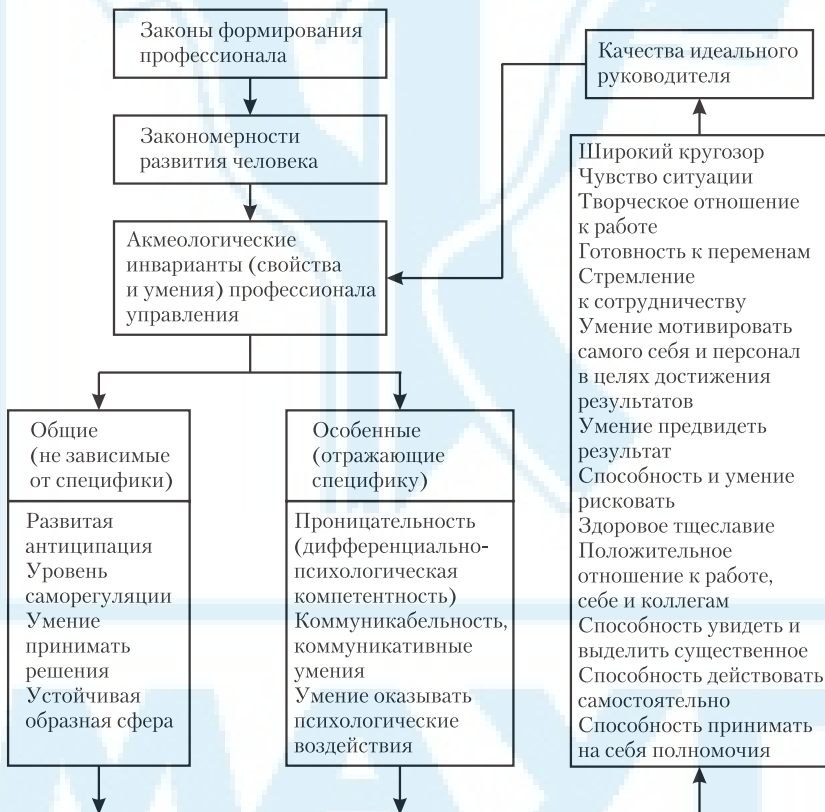 Законы формирования
профессионала
Закономерности
развития человека
Акмеологические
инварианты (свойства
и умения) профессионала
управления
Общие
(не зависимые
от специфики)
Развитая
антиципация
Уровень
саморегуляции
Умение
принимать
решения
Устойчивая
образная сфера
Особенные
(отражающие
специфику)
Проницательность
(дифференциально-
психологическая
компетентность)
Коммуникабельность,
коммуникативные
умения
Умение оказывать
психологические
воздействия
Качества идеального
руководителя
Широкий кругозор
Чувство ситуации
Творческое отношение
к работе
Готовность к переменам
Стремление
к сотрудничеству
Умение мотивировать
самого себя и персонал
в целях достижения
результатов
Умение предвидеть
результат
Способность и умение
рисковать
Здоровое тщеславие
Положительное
отношение к работе,
себе и коллегам
Способность увидеть и
выделить существенное
Способность действовать
самостоятельно
Способность принимать
на себя полномочия